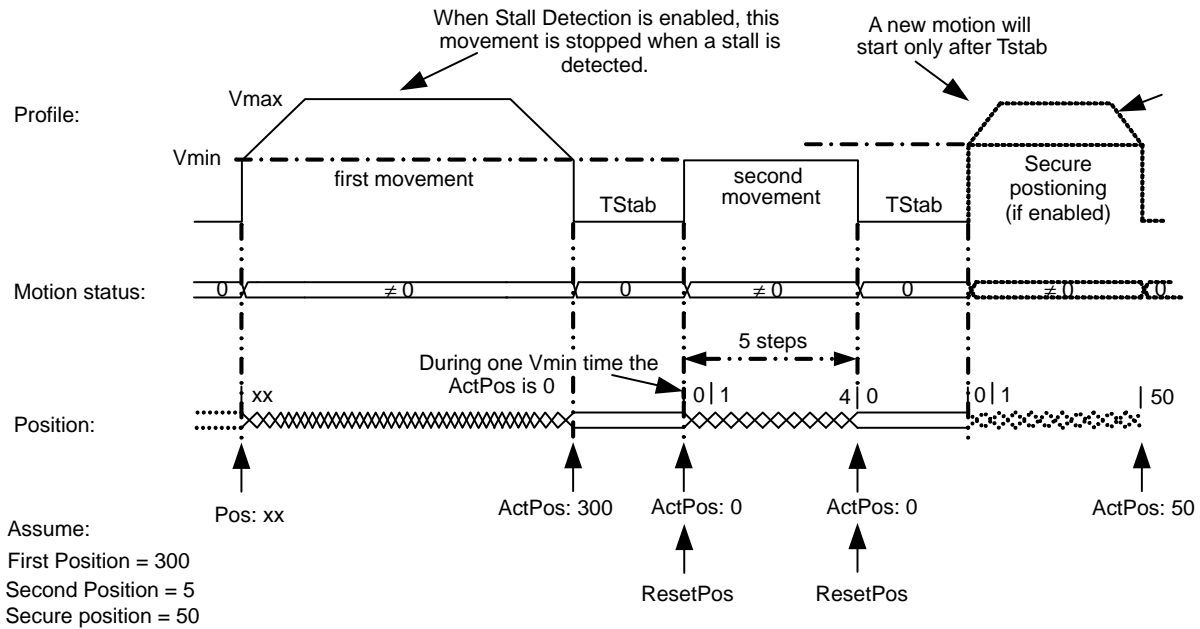 When Stall Detection is enabled, this
movement is stopped when a stall is
detected.
A new motion will
start only after Tstab
Profile:
Vmax
Vmin
first movement
TStab
second
movement
TStab
Secure
postioning
(if enabled)
Motion status:
0 ≠ 0 0 ≠ 0 0 ≠ 0 0
5 steps
During one Vmin time the
ActPos is 0
Position:
xx 0 | 1 4 | 0 0 | 1 | 50
Pos: xx
ActPos: 300
ActPos: 0
ActPos: 0
ActPos: 50
ResetPos
ResetPos
Assume:
First Position = 300
Second Position = 5
Secure position = 50